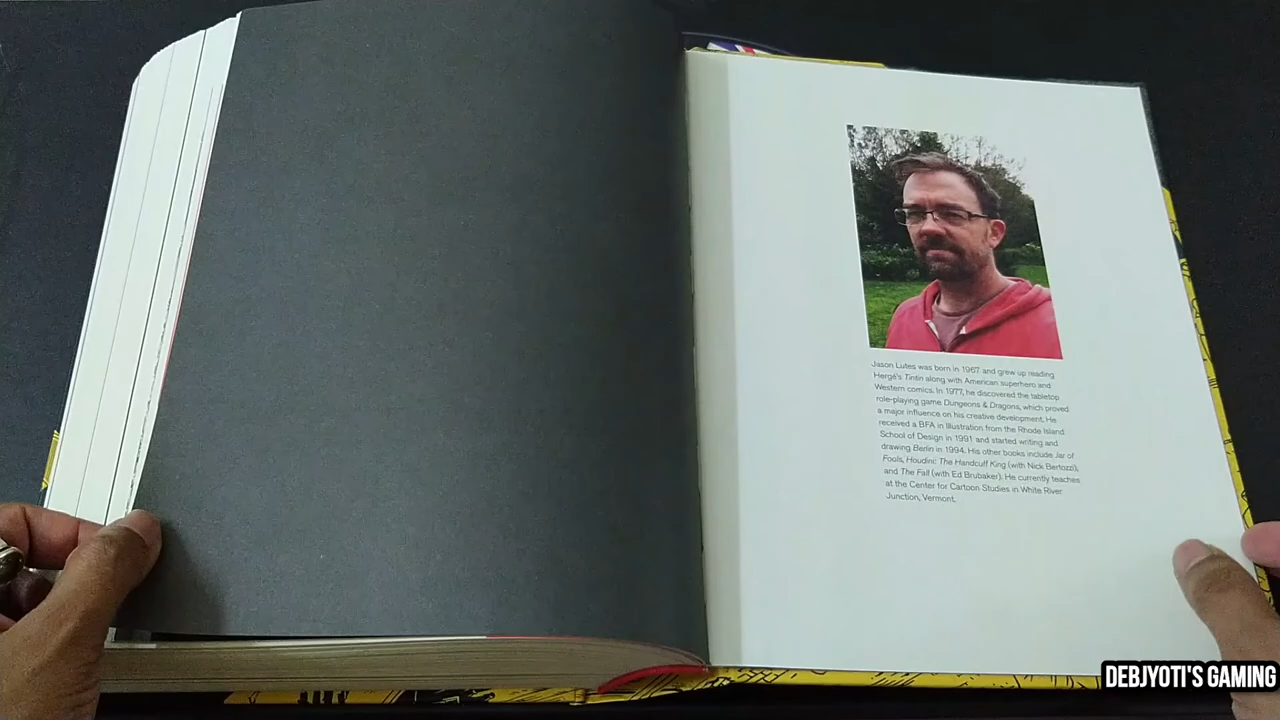 Jason Lutes was born in 1967 and grew up reading
Hergé's Tintin along with American superhero and
Western comics. In 1977, he discovered the tabletop
role-playing game Dungeons & Dragons, which proved
a major influence on his creative development. He
received a BFA in Illustration from the Rhode Island
School of Design in 1991 and started writing and
drawing Berlin in 1994. His other books include Jar of
Fools, Houdini: The Handcuff King (with Nick Bertozzi),
and The Fall (with Ed Brubaker). He currently teaches
at the Center for Cartoon Studies in White River
Junction, Vermont.
DEBJYOTI'S GAMING